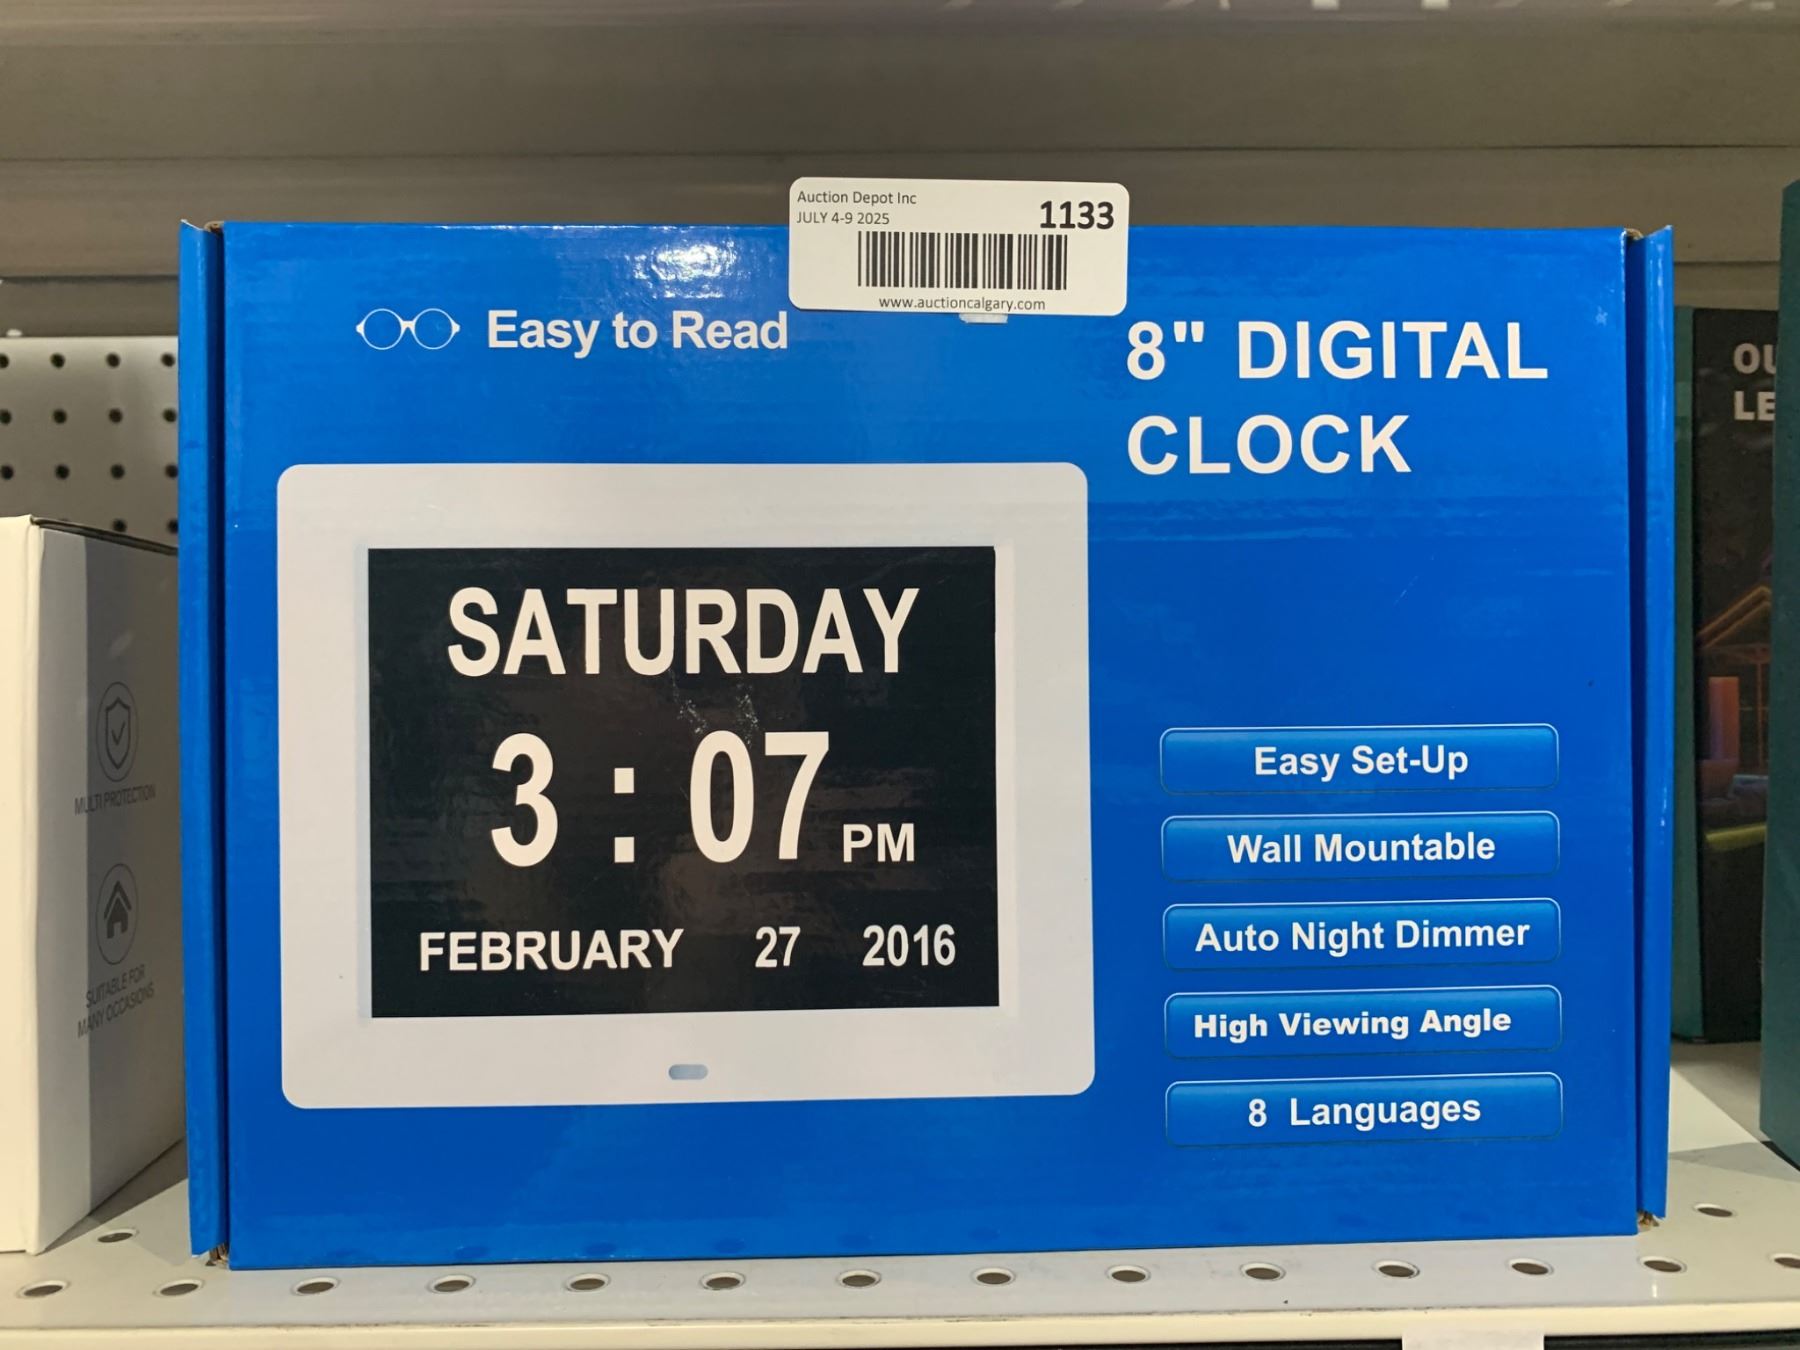 Auction Depot Inc
JULY 4-9 2025
1133
www.auctioncalgary.com
Easy to Read
8" DIGITAL
CLOCK
SATURDAY
3:07 PM
FEBRUARY 27 2016
Easy Set-Up
Wall Mountable
Auto Night Dimmer
High Viewing Angle
8 Languages
MULTI PROTECTION
SUITABLE FOR
MANY OCCASIONS